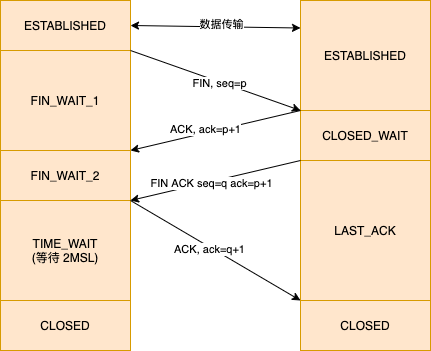 ESTABLISHED
数据传输
ESTABLISHED
FIN, seq=p
FIN_WAIT_1
ACK, ack=p+1
CLOSED_WAIT
FIN_WAIT_2
FIN ACK seq=q ack=p+1
LAST_ACK
TIME_WAIT
(等待 2MSL)
ACK, ack=q+1
CLOSED
CLOSED